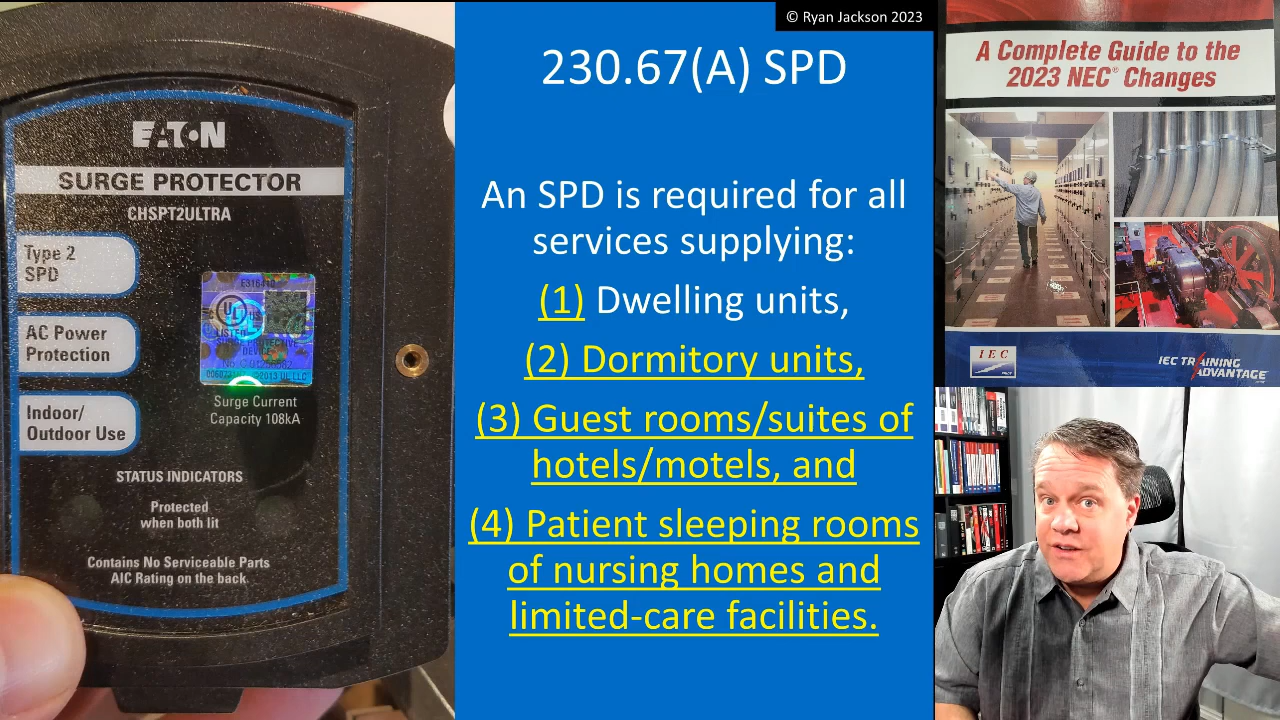 EATON
SURGE PROTECTOR
CHSPT2ULTRA
Type 2
SPD
AC Power
Protection
Indoor/
Outdoor Use
E316410
UL
LISTED
Surge Current
Capacity 108kA
STATUS INDICATORS
Protected
when both lit
Contains No Serviceable Parts
AIC Rating on the back.
© Ryan Jackson 2023
230.67(A) SPD
An SPD is required for all
services supplying:
(1) Dwelling units,
(2) Dormitory units,
(3) Guest rooms/suites of
hotels/motels, and
(4) Patient sleeping rooms
of nursing homes and
limited-care facilities.
A Complete Guide to the
2023 NEC® Changes
IEC
IEC TRAINING
ADVANTAGE